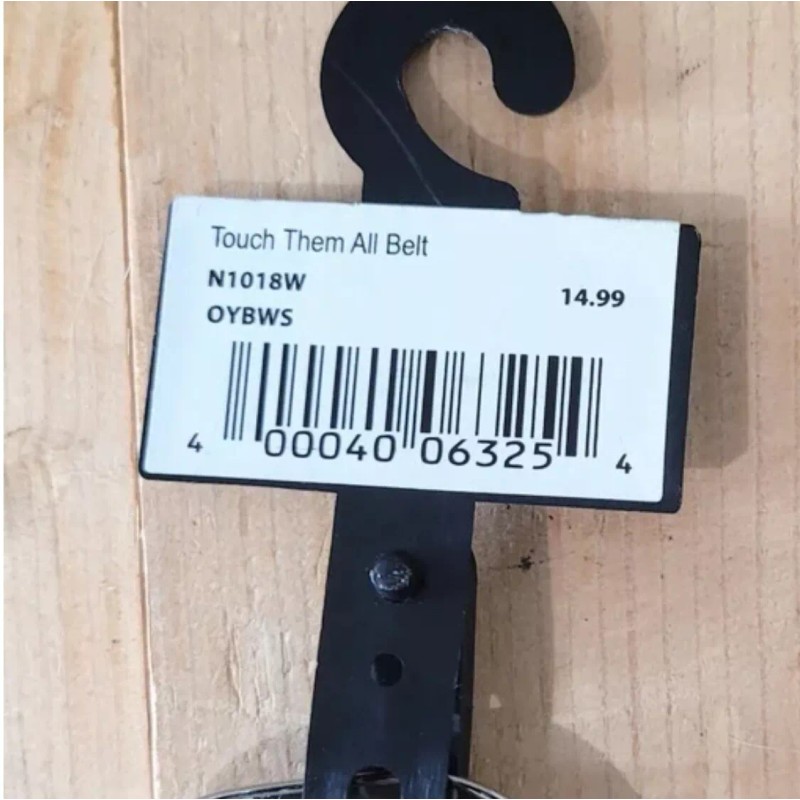 Touch Them All Belt
N1018W
14.99
OYBWS
4 00040 06325 4